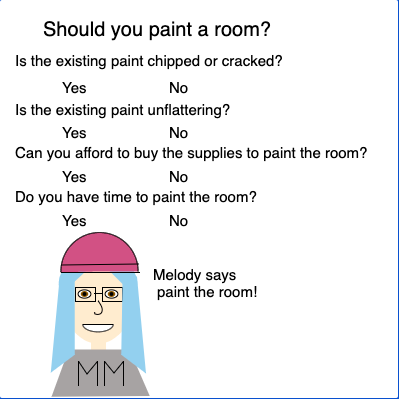 Should you paint a room?
Is the existing paint chipped or cracked?
Yes No
Is the existing paint unflattering?
Yes No
Can you afford to buy the supplies to paint the room?
Yes No
Do you have time to paint the room?
Yes No
Melody says
paint the room!
MM